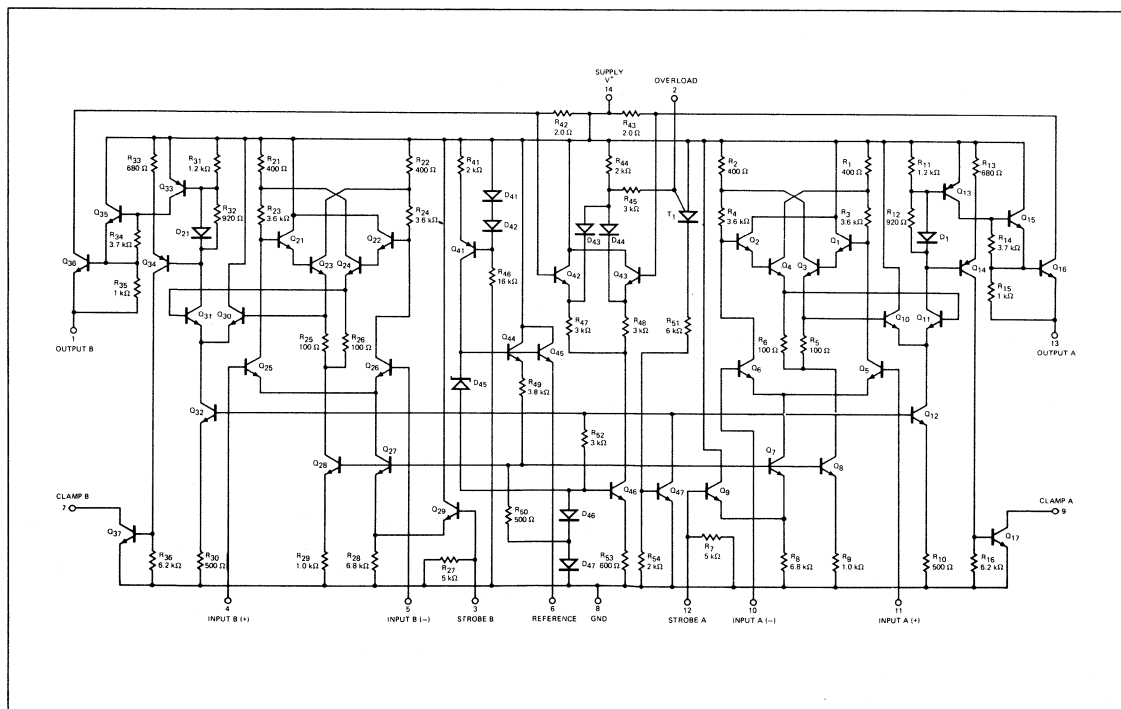 SUPPLY
V+
14
OVERLOAD
2
R42
2.0 Ω
R43
2.0 Ω
R33
680 Ω
R31
1.2 kΩ
R21
400 Ω
R22
400 Ω
R41
2 kΩ
R44
2 kΩ
R2
400 Ω
R1
400 Ω
R11
1.2 kΩ
R13
680 Ω
Q33
R45
3 kΩ
Q13
Q35
R32
920 Ω
R23
3.6 kΩ
R24
3.6 kΩ
D41
T1
R4
3.6 kΩ
R3
3.6 kΩ
R12
920 Ω
Q15
R34
3.7 kΩ
D21
Q21
Q22
D42
D43
D44
Q2
Q1
D1
R14
3.7 kΩ
Q36
Q34
Q23
Q24
Q41
R46
16 kΩ
Q42
Q43
Q4
Q3
Q14
Q16
R35
1 kΩ
R15
1 kΩ
Q31
Q30
Q10
Q11
R47
3 kΩ
R48
3 kΩ
R51
6 kΩ
1
OUTPUT B
R25
100 Ω
R26
100 Ω
Q44
Q45
R6
100 Ω
R5
100 Ω
13
OUTPUT A
Q25
Q26
D45
R49
3.8 kΩ
Q6
Q5
Q32
Q12
R52
3 kΩ
Q28
Q27
Q7
Q8
CLAMP B
7
Q29
R50
500 Ω
D46
Q46
Q47
Q9
CLAMP A
9
Q37
Q17
R36
6.2 kΩ
R30
500 Ω
R29
1.0 kΩ
R28
6.8 kΩ
R27
5 kΩ
D47
R53
600 Ω
R54
2 kΩ
R7
5 kΩ
R8
6.8 kΩ
R9
1.0 kΩ
R10
500 Ω
R16
6.2 kΩ
4
INPUT B (+)
5
INPUT B (−)
3
STROBE B
6
REFERENCE
8
GND
12
STROBE A
10
INPUT A (−)
11
INPUT A (+)